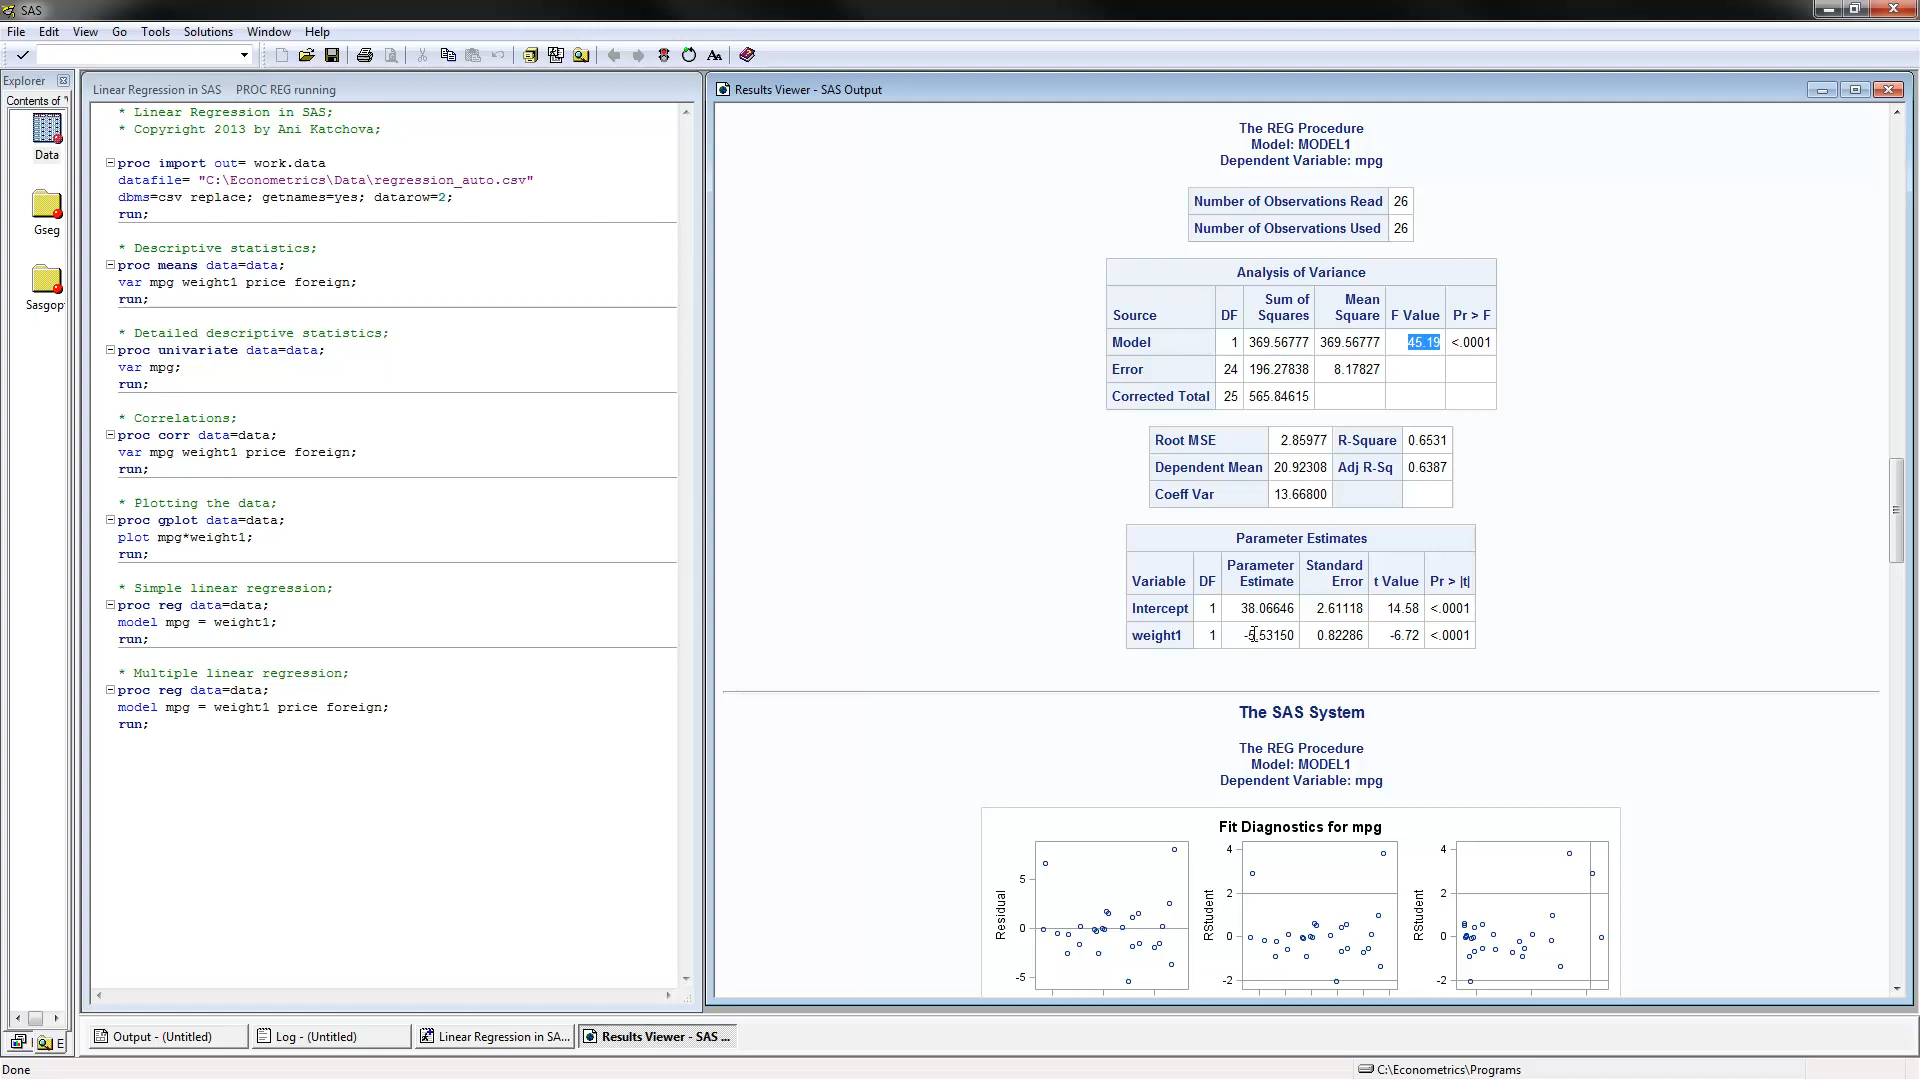 SAS
File Edit View Go Tools Solutions Window Help
Explorer
Contents of '
Data
Gseg
Sasgopt
Linear Regression in SAS PROC REG running
* Linear Regression in SAS;
* Copyright 2013 by Ani Katchova;
proc import out= work.data
datafile= "C:\Econometrics\Data\regression_auto.csv"
dbms=csv replace; getnames=yes; datarow=2;
run;
* Descriptive statistics;
proc means data=data;
var mpg weight1 price foreign;
run;
* Detailed descriptive statistics;
proc univariate data=data;
var mpg;
run;
* Correlations;
proc corr data=data;
var mpg weight1 price foreign;
run;
* Plotting the data;
proc gplot data=data;
plot mpg*weight1;
run;
* Simple linear regression;
proc reg data=data;
model mpg = weight1;
run;
* Multiple linear regression;
proc reg data=data;
model mpg = weight1 price foreign;
run;
Results Viewer - SAS Output
The REG Procedure
Model: MODEL1
Dependent Variable: mpg
Number of Observations Read 26
Number of Observations Used 26
Analysis of Variance
Source DF Sum of Squares Mean Square F Value Pr > F
Model 1 369.56777 369.56777 45.19 <.0001
Error 24 196.27838 8.17827
Corrected Total 25 565.84615
Root MSE 2.85977 R-Square 0.6531
Dependent Mean 20.92308 Adj R-Sq 0.6387
Coeff Var 13.66800
Parameter Estimates
Variable DF Parameter Estimate Standard Error t Value Pr > |t|
Intercept 1 38.06646 2.61118 14.58 <.0001
weight1 1 -5.53150 0.82286 -6.72 <.0001
The SAS System
The REG Procedure
Model: MODEL1
Dependent Variable: mpg
Fit Diagnostics for mpg
Residual
5
0
-5
RStudent
4
2
0
-2
RStudent
4
2
0
-2
E
Output - (Untitled) Log - (Untitled) Linear Regression in SA... Results Viewer - SAS ...
Done C:\Econometrics\Programs